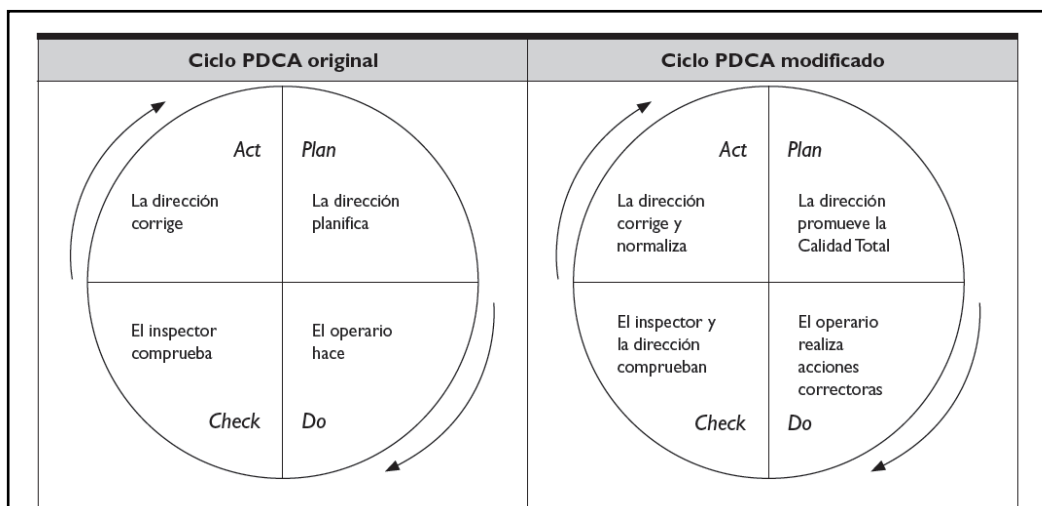 Ciclo PDCA original
Act
Plan
La dirección
corrige
La dirección
planifica
El inspector
comprueba
El operario
hace
Check
Do
Ciclo PDCA modificado
Act
Plan
La dirección
corrige y
normaliza
La dirección
promueve la
Calidad Total
El inspector y
la dirección
comprueban
El operario
realiza
acciones
correctoras
Check
Do